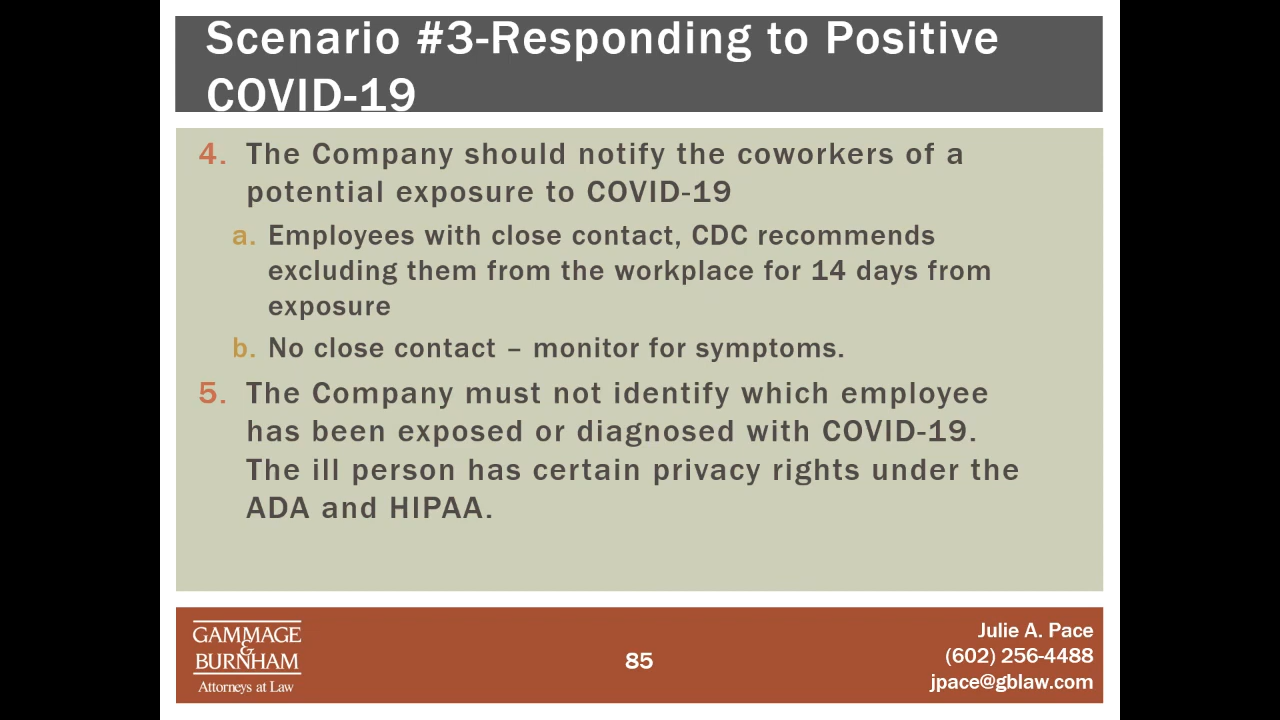 Scenario #3-Responding to Positive
COVID-19
4. The Company should notify the coworkers of a
potential exposure to COVID-19
a. Employees with close contact, CDC recommends
excluding them from the workplace for 14 days from
exposure
b. No close contact – monitor for symptoms.
5. The Company must not identify which employee
has been exposed or diagnosed with COVID-19.
The ill person has certain privacy rights under the
ADA and HIPAA.
GAMMAGE
&
BURNHAM
Attorneys at Law
85
Julie A. Pace
(602) 256-4488
jpace@gblaw.com